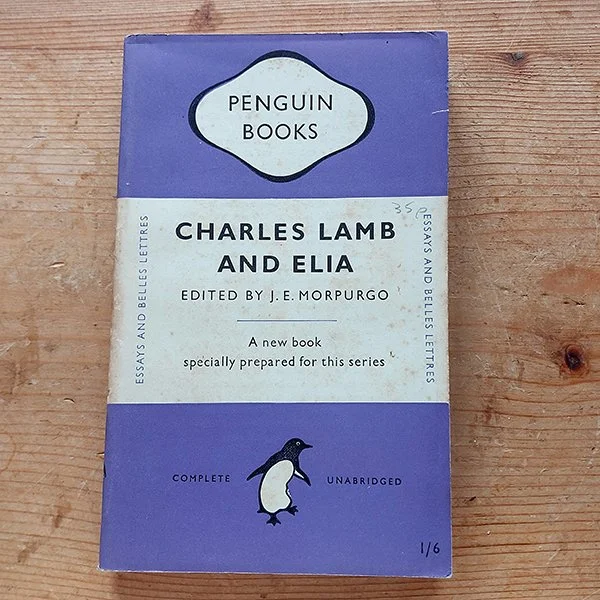 PENGUIN
BOOKS
35p
CHARLES LAMB
AND ELIA
EDITED BY J. E. MORPURGO
A new book
specially prepared for this series
ESSAYS AND BELLES LETTRES
ESSAYS AND BELLES LETTRES
COMPLETE UNABRIDGED
1/6